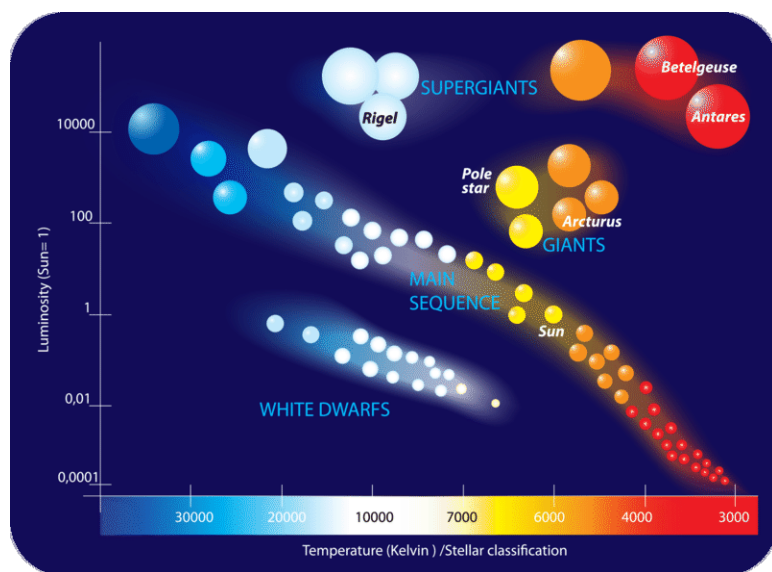 Betelgeuse
SUPERGIANTS
Rigel
Antares
10000
Pole
star
100
Arcturus
GIANTS
Luminosity (Sun= 1)
MAIN
SEQUENCE
1
Sun
WHITE DWARFS
0,01
0,0001
30000 20000 10000 7000 6000 4000 3000
Temperature (Kelvin ) /Stellar classification